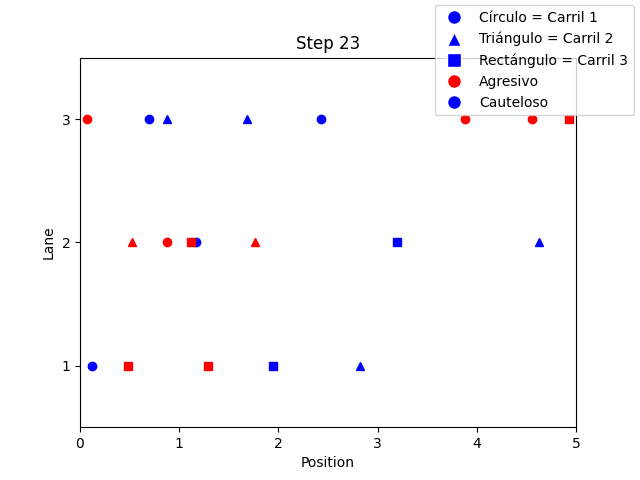 Step 23
Círculo = Carril 1
Triángulo = Carril 2
Rectángulo = Carril 3
Agresivo
Cauteloso
3
2
1
Lane
0 1 2 3 4 5
Position